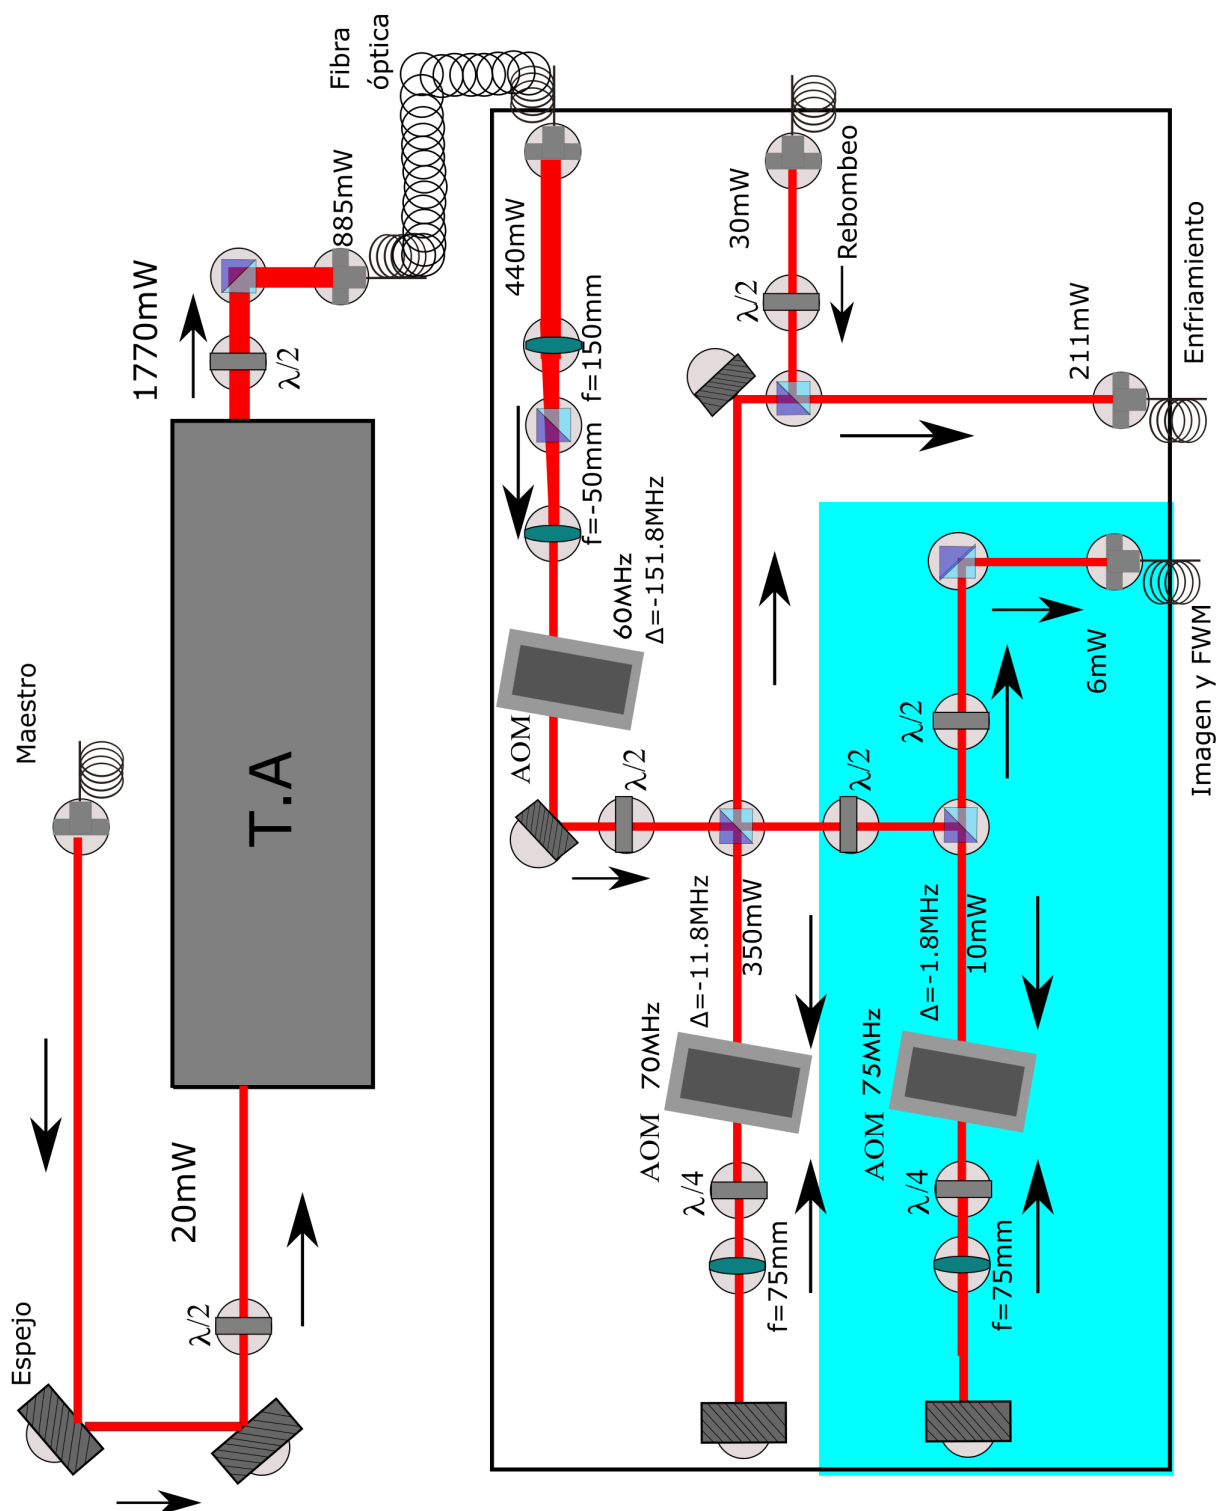 Fibra
óptica
885mW
1770mW
λ/2
T.A
Maestro
20mW
λ/2
Espejo
440mW
f=150mm
f=-50mm
60MHz
Δ=-151.8MHz
AOM
λ/2
30mW
Rebombeo
λ/2
211mW
Enfriamiento
350mW
Δ=-11.8MHz
AOM 70MHz
λ/4
f=75mm
λ/2
λ/2
6mW
Imagen y FWM
10mW
Δ=-1.8MHz
AOM 75MHz
λ/4
f=75mm